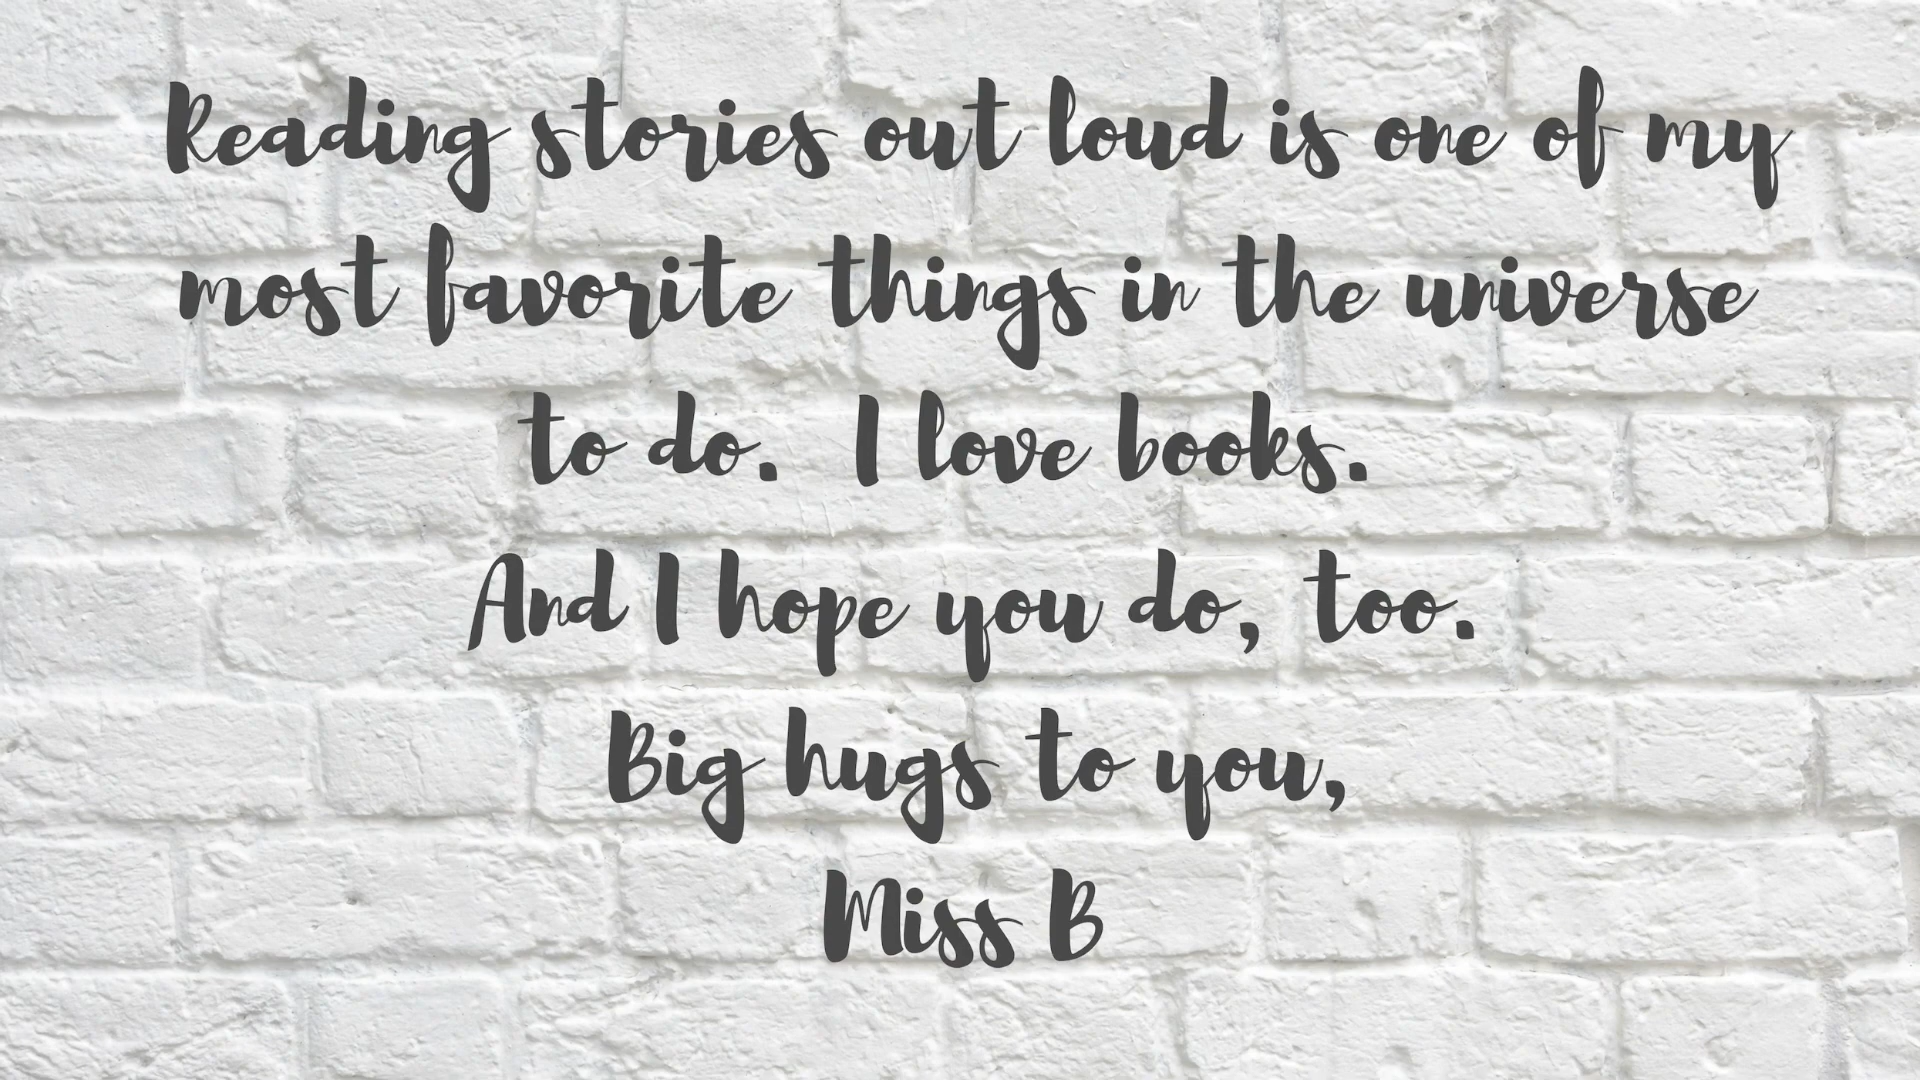 Reading stories out loud is one of my
most favorite things in the universe
to do.  I love books.
And I hope you do, too.
Big hugs to you,
Miss B